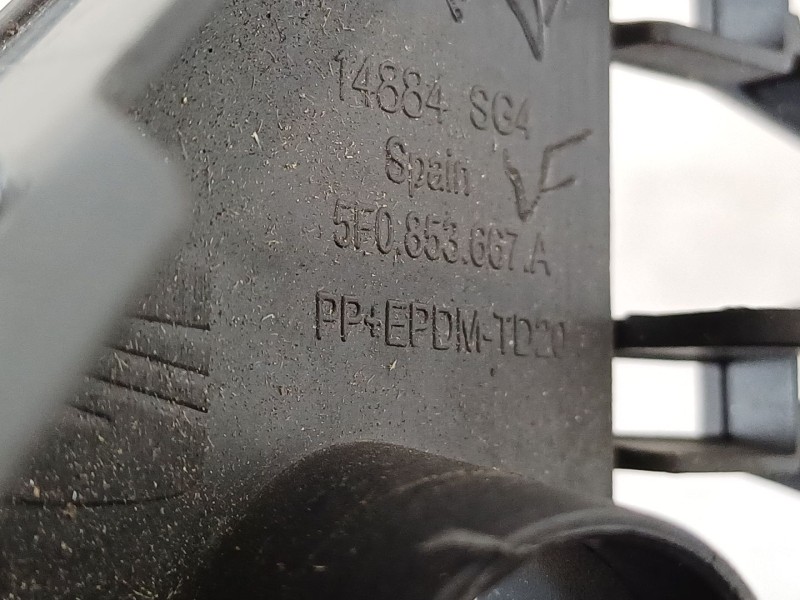 14884 SG4
Spain
5F0.853.667.A
PP+EPDM-TD20